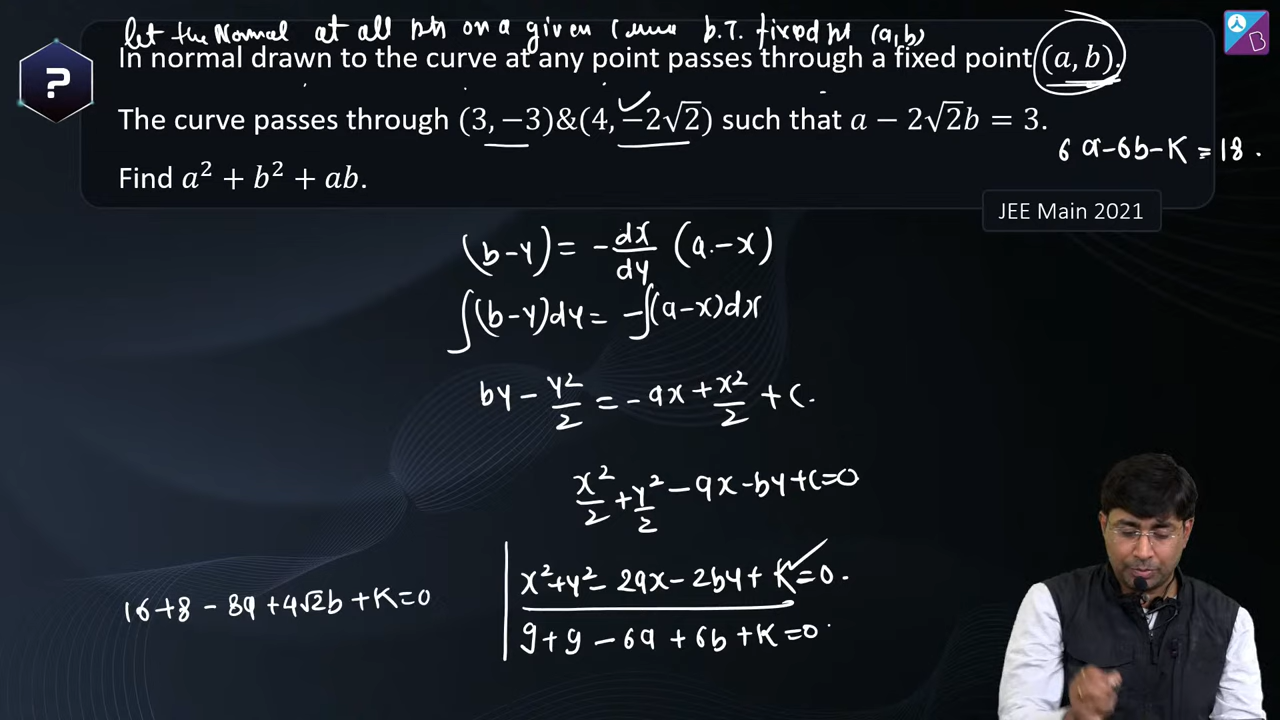 let the Normal at all pts on a given Curve p.T. fixed pt (a,b)
In normal drawn to the curve at any point passes through a fixed point (a, b).
The curve passes through (3, −3)&(4, −2√2) such that a − 2√2b = 3.
6a-6b-K=18.
Find a² + b² + ab.
JEE Main 2021
(b-y) = -dx/dy (a-x)
∫(b-y)dy = -∫(a-x)dx
by - y²/2 = -ax + x²/2 + C.
x²/2 + y²/2 - ax - by + C = 0
x²+y² - 2ax - 2by + K = 0.
16+8 - 8a + 4√2b + K = 0
9+9 - 6a + 6b + K = 0.
?
B